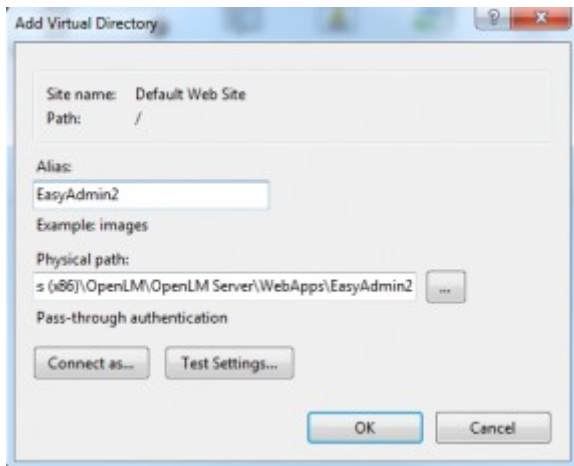 Add Virtual Directory
Site name: Default Web Site
Path: /
Alias:
EasyAdmin2
Example: images
Physical path:
s (x86)\OpenLM\OpenLM Server\WebApps\EasyAdmin2
...
Pass-through authentication
Connect as... Test Settings...
OK Cancel